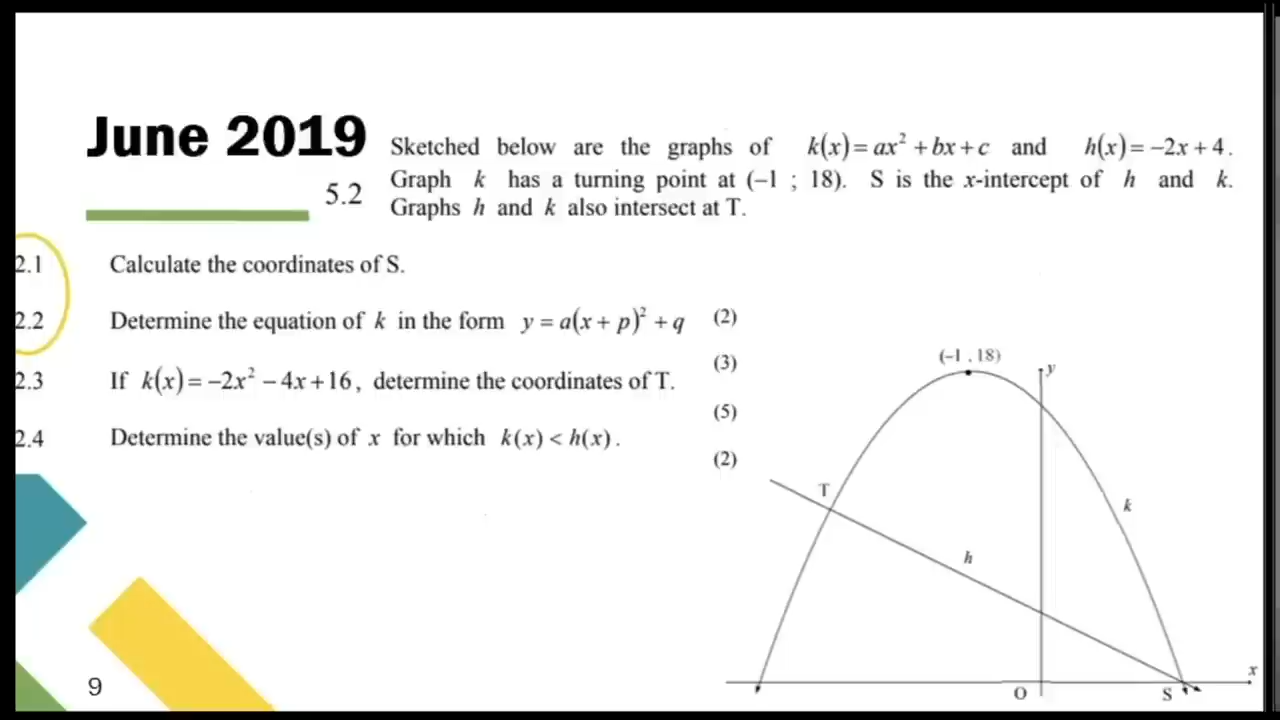 June 2019
5.2
Sketched below are the graphs of k(x) = ax² + bx + c and h(x) = −2x + 4.
Graph k has a turning point at (−1 ; 18). S is the x-intercept of h and k.
Graphs h and k also intersect at T.
2.1 Calculate the coordinates of S.
2.2 Determine the equation of k in the form y = a(x + p)² + q (2)
(3)
2.3 If k(x) = −2x² − 4x + 16, determine the coordinates of T.
(5)
2.4 Determine the value(s) of x for which k(x) < h(x).
(2)
(−1 , 18)
y
T
k
h
x
O
S
9